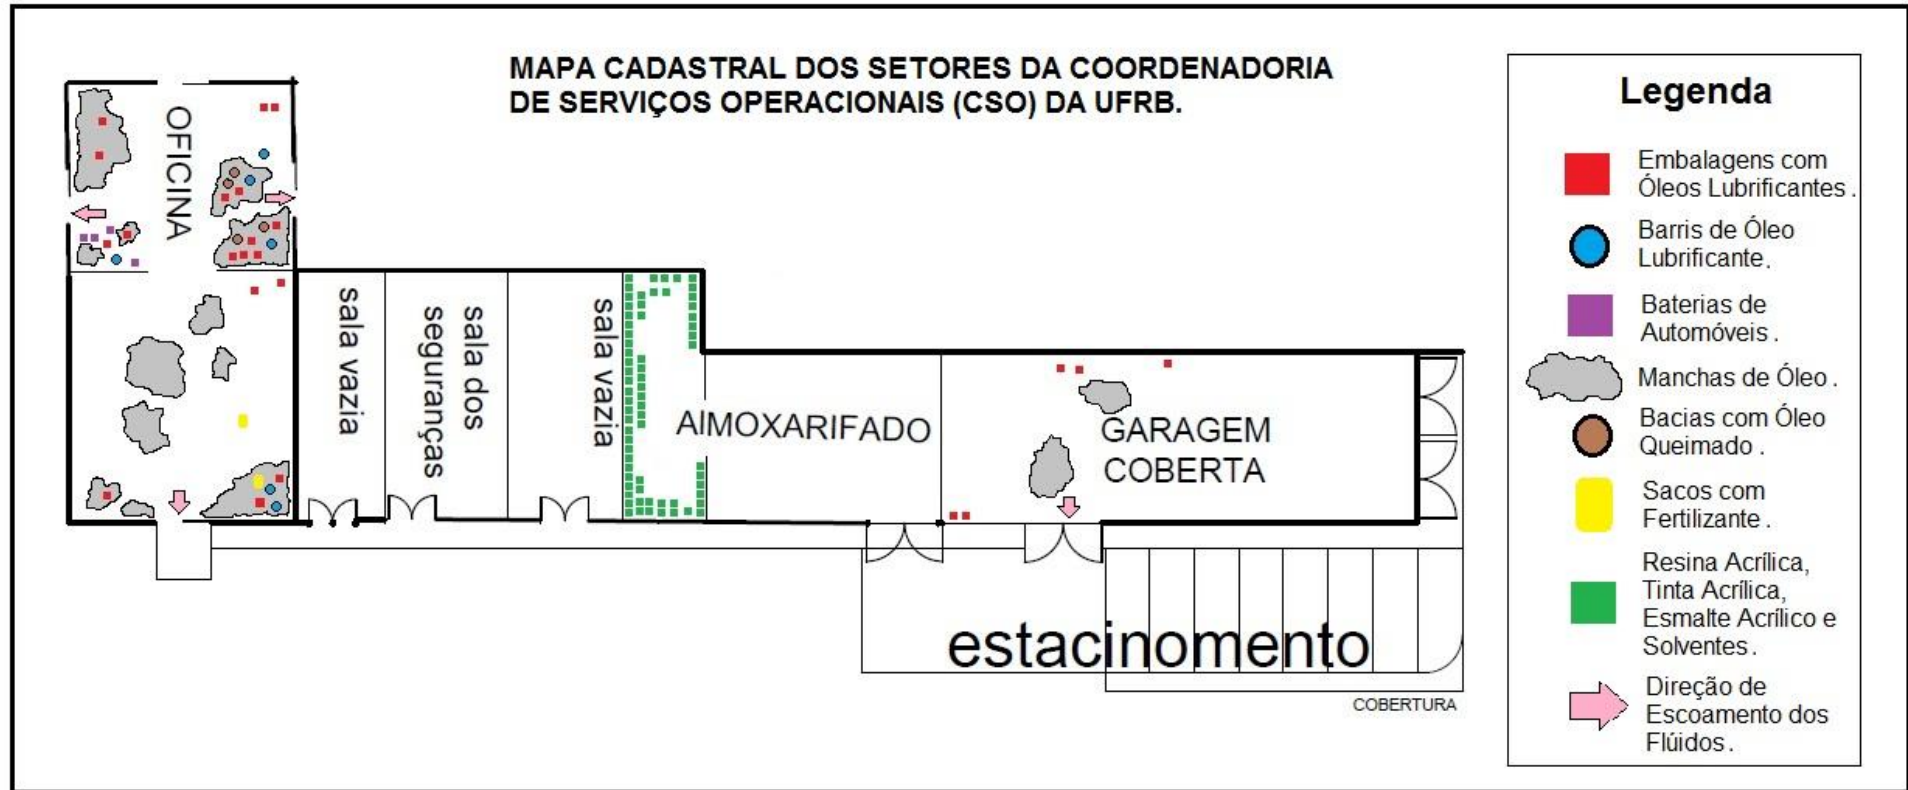 MAPA CADASTRAL DOS SETORES DA COORDENADORIA
DE SERVIÇOS OPERACIONAIS (CSO) DA UFRB.
OFICINA
sala vazia
sala dos
seguranças
sala vazia
AIMOXARIFADO
GARAGEM
COBERTA
estacinomento
COBERTURA
Legenda
Embalagens com
Óleos Lubrificantes .
Barris de Óleo
Lubrificante.
Baterias de
Automóveis .
Manchas de Óleo .
Bacias com Óleo
Queimado .
Sacos com
Fertilizante .
Resina Acrílica,
Tinta Acrílica,
Esmalte Acrílico e
Solventes .
Direção de
Escoamento dos
Flúidos .